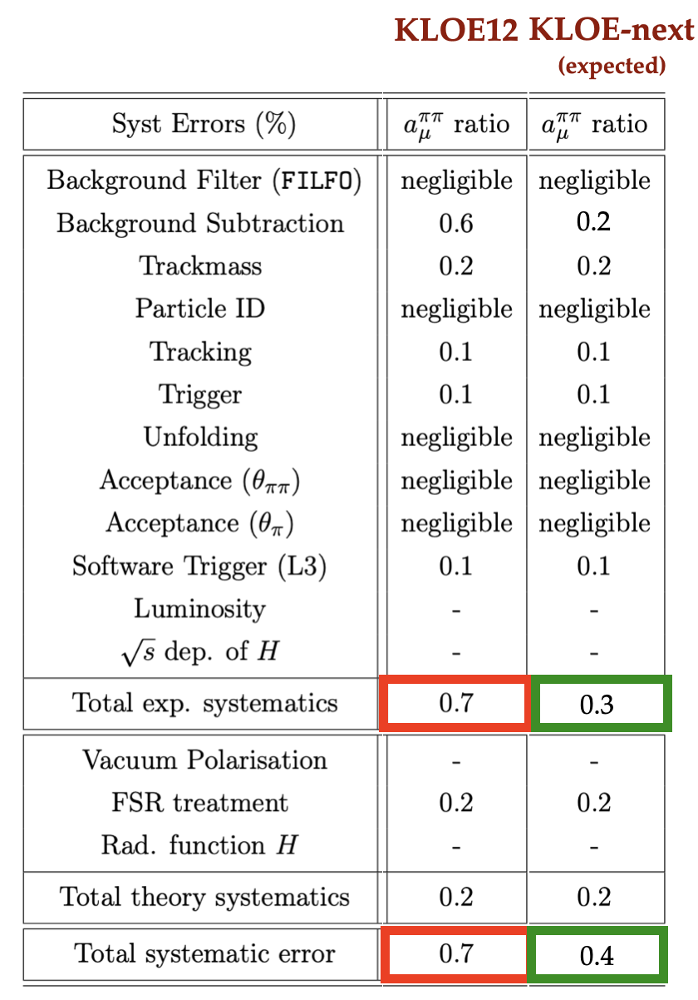 KLOE12 KLOE-next
(expected)
Syst Errors (%) $a_\mu^{\pi\pi}$ ratio $a_\mu^{\pi\pi}$ ratio
Background Filter (FILFO) negligible negligible
Background Subtraction 0.6 0.2
Trackmass 0.2 0.2
Particle ID negligible negligible
Tracking 0.1 0.1
Trigger 0.1 0.1
Unfolding negligible negligible
Acceptance ($\theta_{\pi\pi}$) negligible negligible
Acceptance ($\theta_\pi$) negligible negligible
Software Trigger (L3) 0.1 0.1
Luminosity - -
$\sqrt{s}$ dep. of $H$ - -
Total exp. systematics 0.7 0.3
Vacuum Polarisation - -
FSR treatment 0.2 0.2
Rad. function $H$ - -
Total theory systematics 0.2 0.2
Total systematic error 0.7 0.4